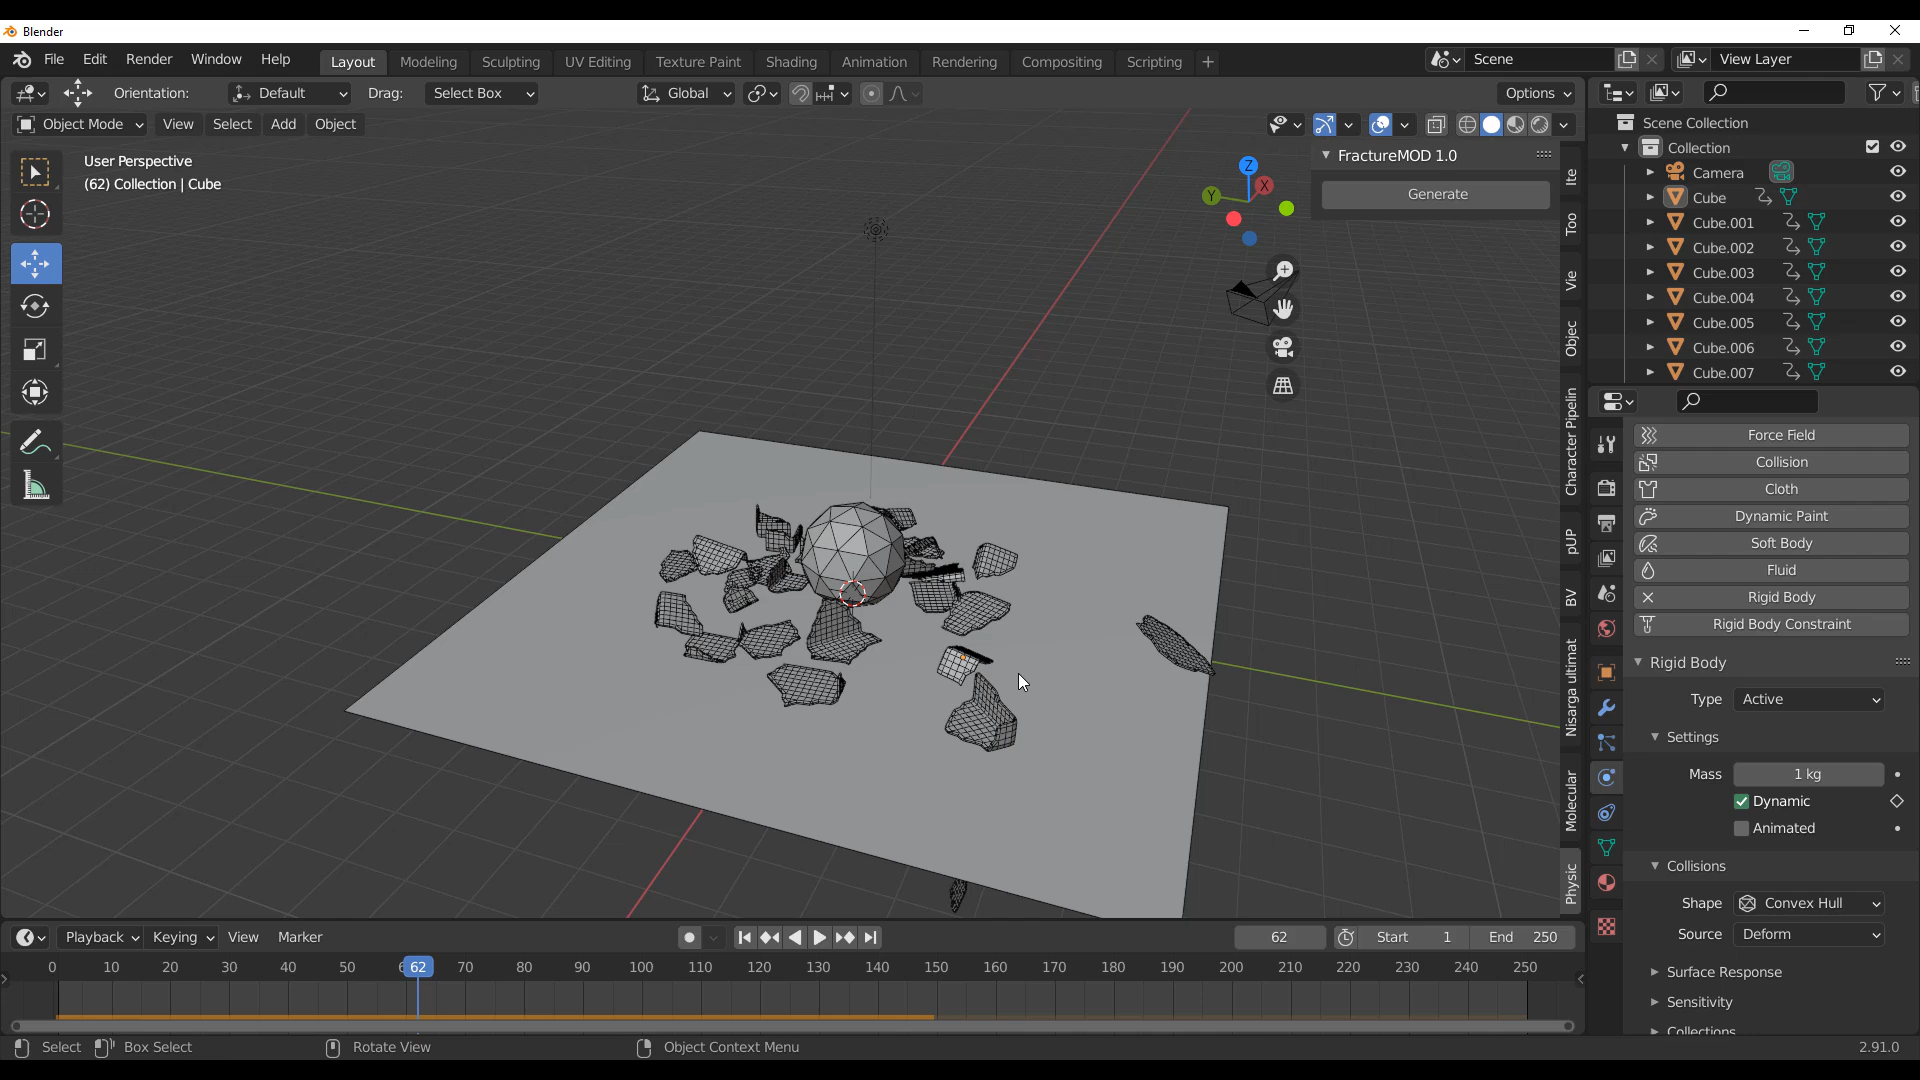 Blender
File Edit Render Window Help Layout Modeling Sculpting UV Editing Texture Paint Shading Animation Rendering Compositing Scripting + Scene View Layer
Orientation: Default Drag: Select Box Global Options
Object Mode View Select Add Object
User Perspective
(62) Collection | Cube
FractureMOD 1.0
Generate
Z
X
Y
Ite
Too
Vie
Objec
Character Pipelin
pUP
BV
Nisarga ultimat
Molecular
Physic
Scene Collection
Collection
Camera
Cube
Cube.001
Cube.002
Cube.003
Cube.004
Cube.005
Cube.006
Cube.007
Force Field
Collision
Cloth
Dynamic Paint
Soft Body
Fluid
Rigid Body
Rigid Body Constraint
Rigid Body
Type Active
Settings
Mass 1 kg
Dynamic
Animated
Collisions
Shape Convex Hull
Source Deform
Surface Response
Sensitivity
Collections
Playback Keying View Marker 62 Start 1 End 250
0 10 20 30 40 50 62 70 80 90 100 110 120 130 140 150 160 170 180 190 200 210 220 230 240 250
Select Box Select Rotate View Object Context Menu 2.91.0